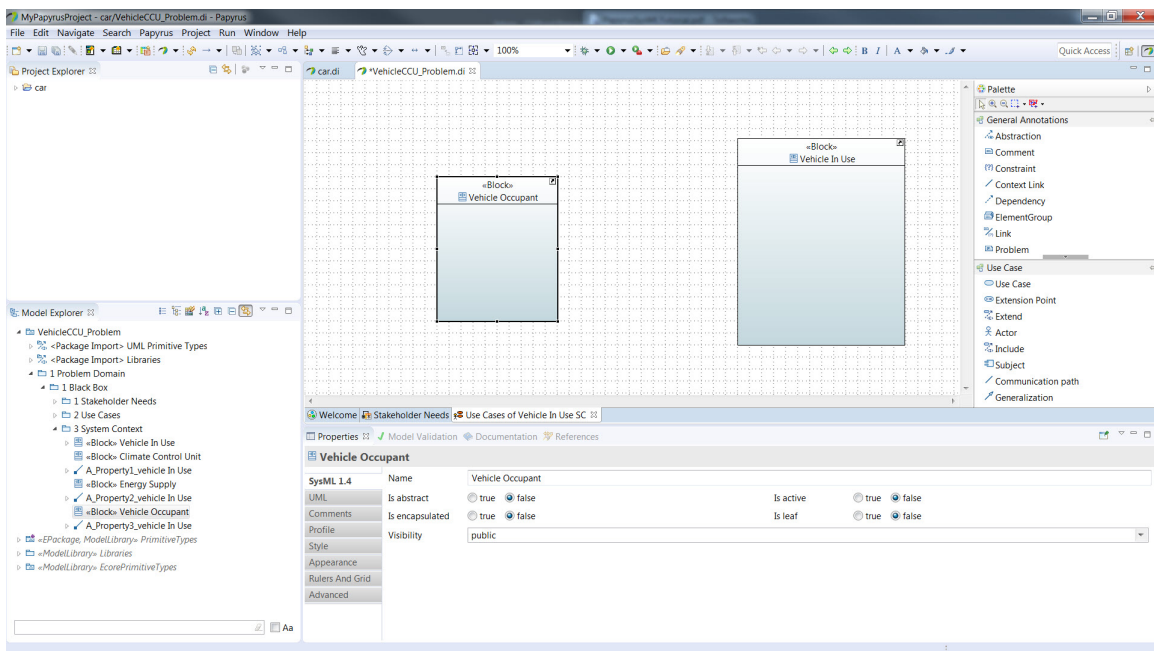 MyPapyrusProject - car/VehicleCCU_Problem.di - Papyrus
File Edit Navigate Search Papyrus Project Run Window Help
100%
B I A
Quick Access
Project Explorer
car
car.di *VehicleCCU_Problem.di
«Block»
Vehicle Occupant
«Block»
Vehicle In Use
Palette
General Annotations
Abstraction
Comment
Constraint
Context Link
Dependency
ElementGroup
Link
Problem
Use Case
Use Case
Extension Point
Extend
Actor
Include
Subject
Communication path
Generalization
Model Explorer
VehicleCCU_Problem
<Package Import> UML Primitive Types
<Package Import> Libraries
1 Problem Domain
1 Black Box
1 Stakeholder Needs
2 Use Cases
3 System Context
«Block» Vehicle In Use
«Block» Climate Control Unit
A_Property1_vehicle In Use
«Block» Energy Supply
A_Property2_vehicle In Use
«Block» Vehicle Occupant
A_Property3_vehicle In Use
«EPackage, ModelLibrary» PrimitiveTypes
«ModelLibrary» Libraries
«ModelLibrary» EcorePrimitiveTypes
Aa
Welcome Stakeholder Needs Use Cases of Vehicle In Use SC
Properties Model Validation Documentation References
Vehicle Occupant
SysML 1.4
UML
Comments
Profile
Style
Appearance
Rulers And Grid
Advanced
Name Vehicle Occupant
Is abstract true false Is active true false
Is encapsulated true false Is leaf true false
Visibility public